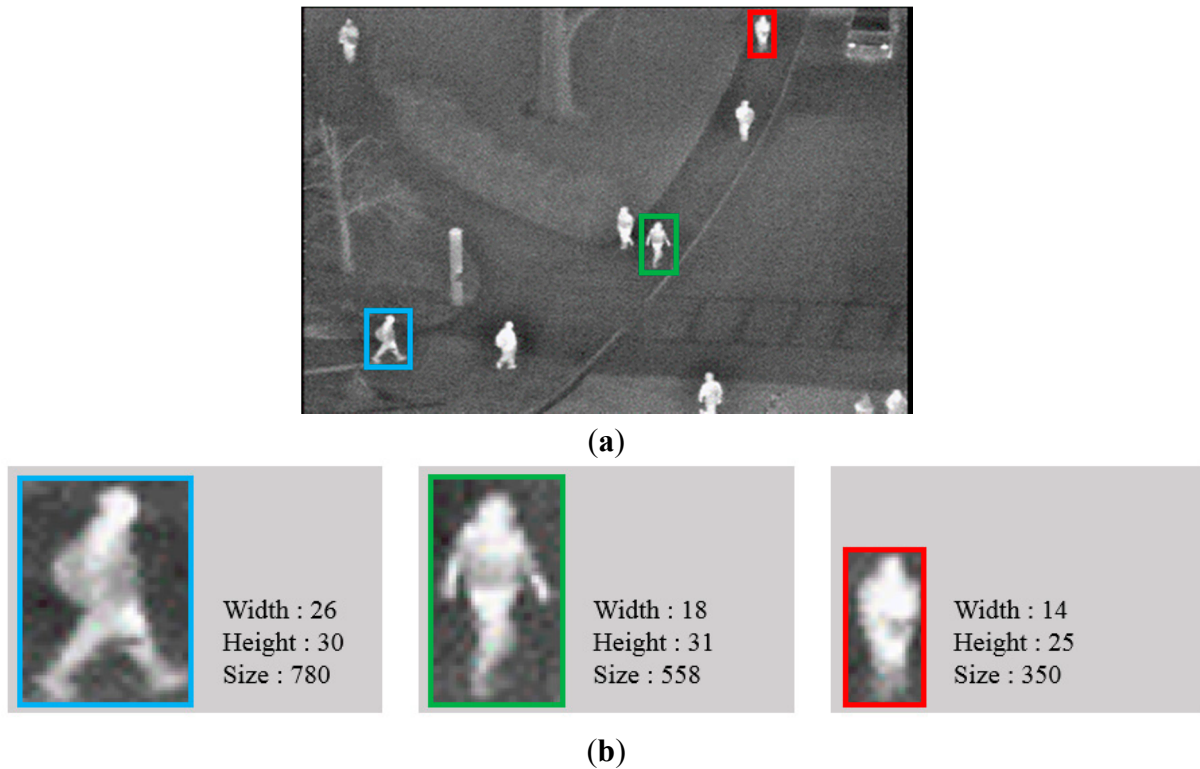 (a)
Width : 26
Height : 30
Size : 780
Width : 18
Height : 31
Size : 558
Width : 14
Height : 25
Size : 350
(b)